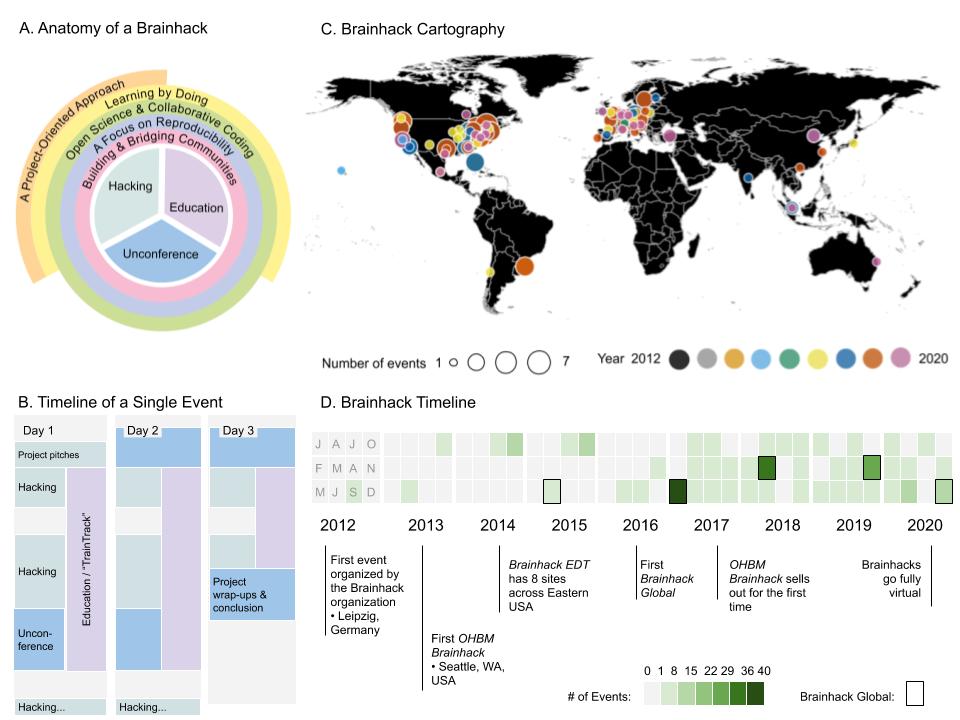 A. Anatomy of a Brainhack
A Project-Oriented Approach
Learning by Doing
Open Science & Collaborative Coding
A Focus on Reproducibility
Building & Bridging Communities
Hacking
Education
Unconference
C. Brainhack Cartography
Number of events 1 7
Year 2012 2020
B. Timeline of a Single Event
Day 1
Day 2
Day 3
Project pitches
Hacking
Hacking
Uncon-
ference
Education / "TrainTrack"
Project
wrap-ups &
conclusion
Hacking...
Hacking...
D. Brainhack Timeline
J A J O
F M A N
M J S D
2012 2013 2014 2015 2016 2017 2018 2019 2020
First event
organized by
the Brainhack
organization
• Leipzig,
Germany
First OHBM
Brainhack
• Seattle, WA,
USA
Brainhack EDT
has 8 sites
across Eastern
USA
First
Brainhack
Global
OHBM
Brainhack sells
out for the first
time
Brainhacks
go fully
virtual
0 1 8 15 22 29 36 40
# of Events:
Brainhack Global: